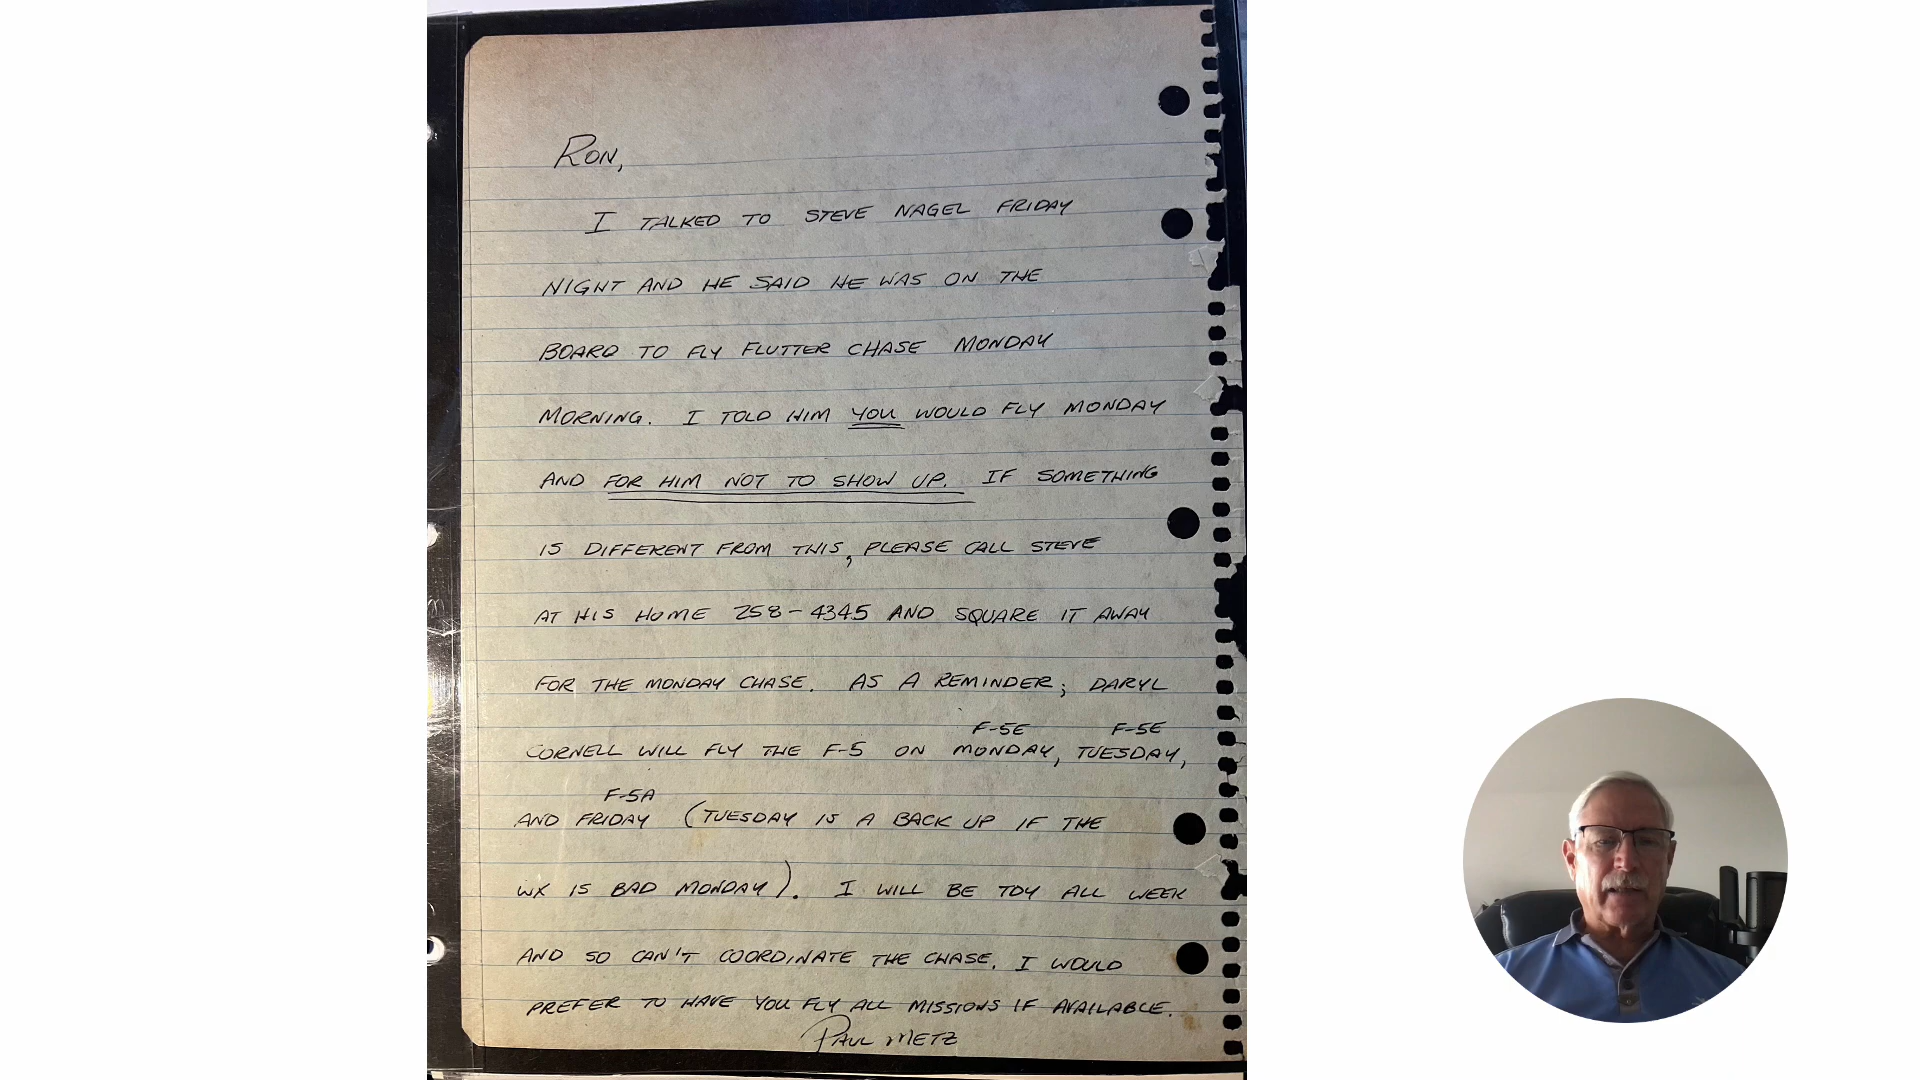 RON,
I TALKED TO STEVE NAGEL FRIDAY
NIGHT AND HE SAID HE WAS ON THE
BOARD TO FLY FLUTTER CHASE MONDAY
MORNING. I TOLD HIM YOU WOULD FLY MONDAY
AND FOR HIM NOT TO SHOW UP. IF SOMETHING
IS DIFFERENT FROM THIS, PLEASE CALL STEVE
AT HIS HOME 258-4345 AND SQUARE IT AWAY
FOR THE MONDAY CHASE. AS A REMINDER; DARYL
F-5E F-5E
CORNELL WILL FLY THE F-5 ON MONDAY, TUESDAY,
F-5A
AND FRIDAY (TUESDAY IS A BACK UP IF THE
WX IS BAD MONDAY). I WILL BE TDY ALL WEEK
AND SO CAN'T COORDINATE THE CHASE. I WOULD
PREFER TO HAVE YOU FLY ALL MISSIONS IF AVAILABLE.
PAUL METZ